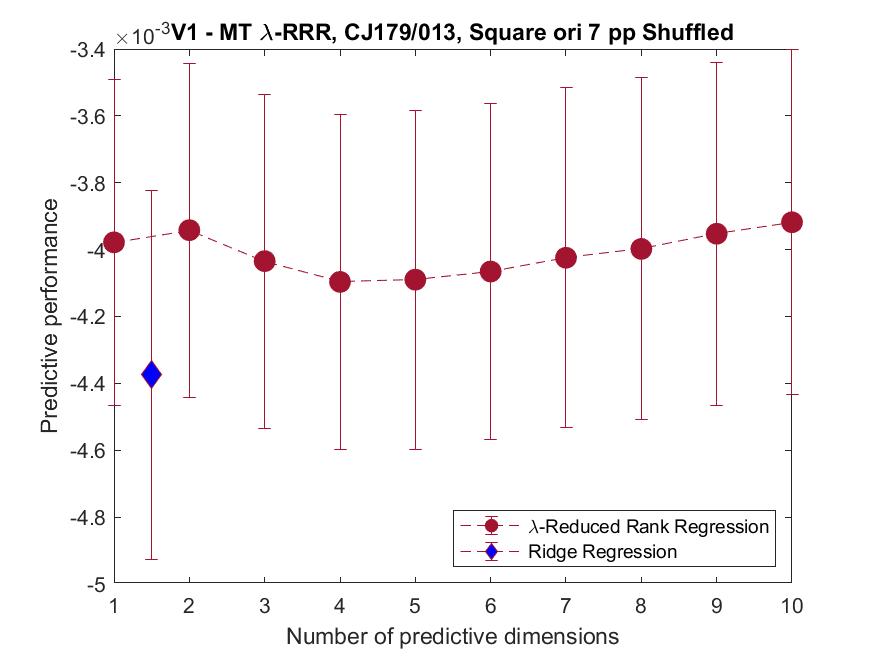 ×10-3
V1 - MT λ-RRR, CJ179/013, Square ori 7 pp Shuffled
Predictive performance
-3.4
-3.6
-3.8
-4
-4.2
-4.4
-4.6
-4.8
-5
1 2 3 4 5 6 7 8 9 10
Number of predictive dimensions
λ-Reduced Rank Regression
Ridge Regression